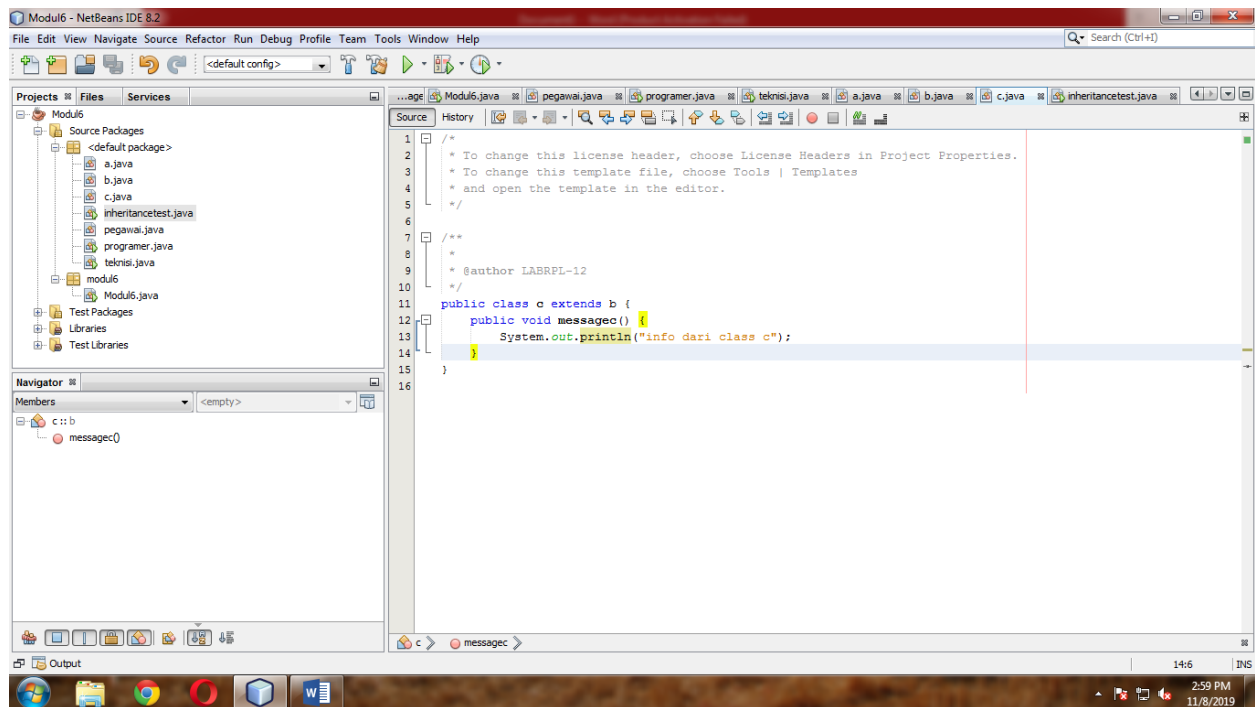 Modul6 - NetBeans IDE 8.2
File Edit View Navigate Source Refactor Run Debug Profile Team Tools Window Help
Search (Ctrl+I)
<default config>
Projects Files Services
Modul6
Source Packages
<default package>
a.java
b.java
c.java
inheritancetest.java
pegawai.java
programer.java
teknisi.java
modul6
Modul6.java
Test Packages
Libraries
Test Libraries
Navigator
Members <empty>
c :: b
messagec()
...age Modul6.java pegawai.java programer.java teknisi.java a.java b.java c.java inheritancetest.java
Source History
1 /*
2 * To change this license header, choose License Headers in Project Properties.
3 * To change this template file, choose Tools | Templates
4 * and open the template in the editor.
5 */
6
7 /**
8 *
9 * @author LABRPL-12
10 */
11 public class c extends b {
12 public void messagec() {
13 System.out.println("info dari class c");
14 }
15 }
16
c messagec
Output
14:6 INS
2:59 PM
11/8/2019